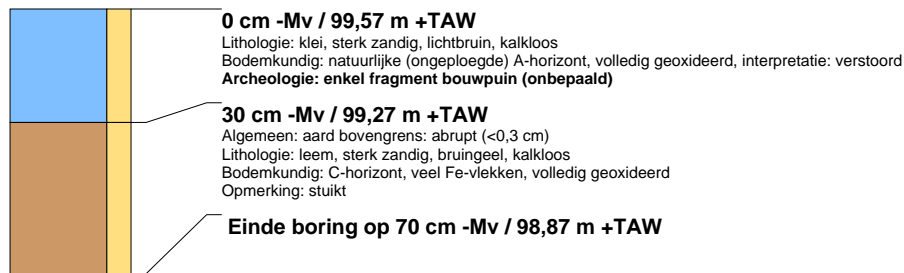 0 cm -Mv / 99,57 m +TAW
Lithologie: klei, sterk zandig, lichtbruin, kalkloos
Bodemkundig: natuurlijke (ongeploegde) A-horizont, volledig geoxideerd, interpretatie: verstoord
Archeologie: enkel fragment bouwpuin (onbepaald)
30 cm -Mv / 99,27 m +TAW
Algemeen: aard bovengrens: abrupt (<0,3 cm)
Lithologie: leem, sterk zandig, bruingeel, kalkloos
Bodemkundig: C-horizont, veel Fe-vlekken, volledig geoxideerd
Opmerking: stuikt
Einde boring op 70 cm -Mv / 98,87 m +TAW